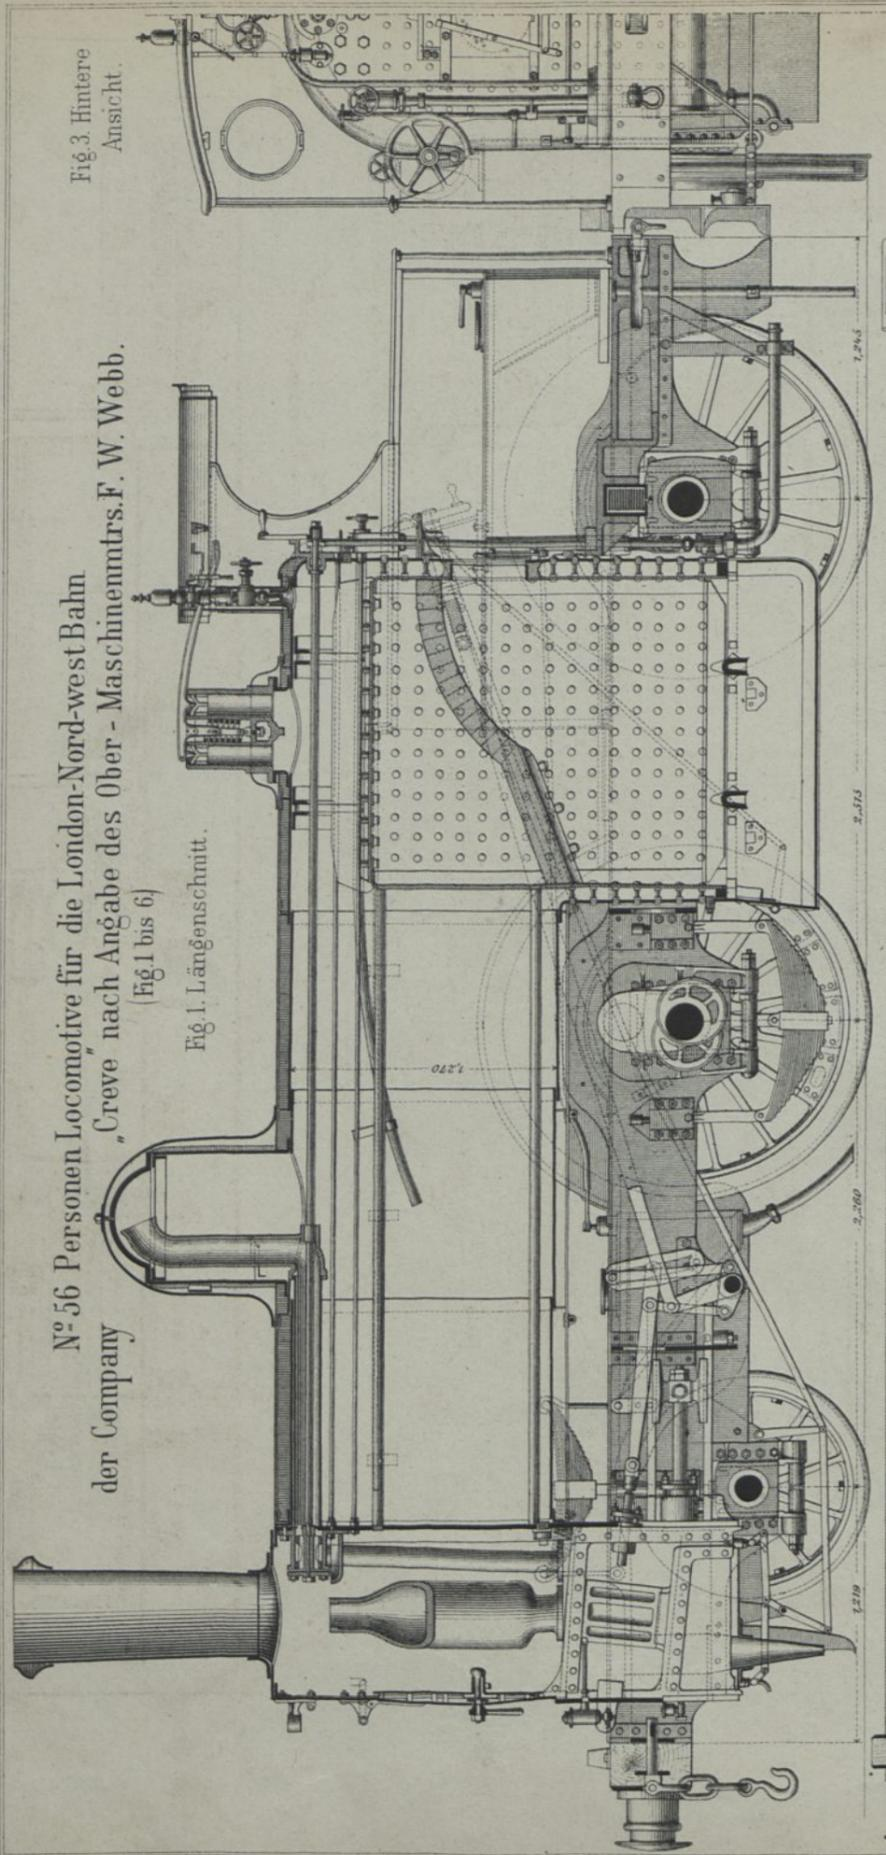 Nº 56 Personen Locomotive für die London-Nord-west Bahn
der Company „Creve” nach Angabe des Ober-Maschinenmtrs. F. W. Webb.
(Fig. 1 bis 6)
Fig. 1. Längenschnitt.
Fig. 3. Hintere
Ansicht.
1,270
1,219
2,260
2,515
1,245